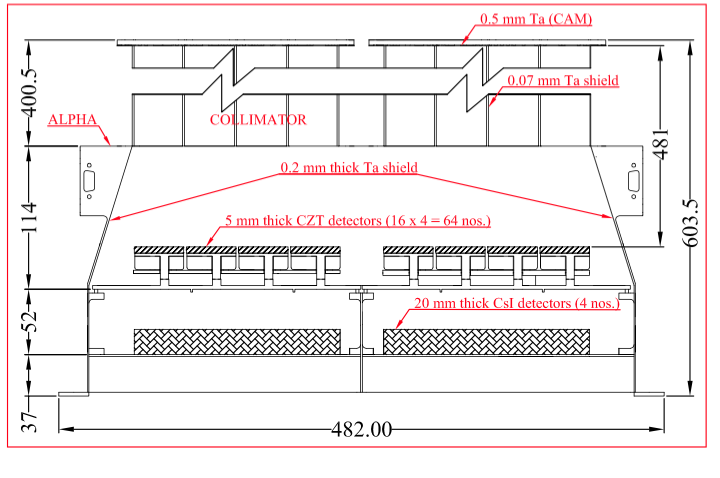 0.5 mm Ta (CAM)
400.5
0.07 mm Ta shield
ALPHA
COLLIMATOR
481
0.2 mm thick Ta shield
114
5 mm thick CZT detectors (16 x 4 = 64 nos.)
603.5
20 mm thick CsI detectors (4 nos.)
52
37
482.00